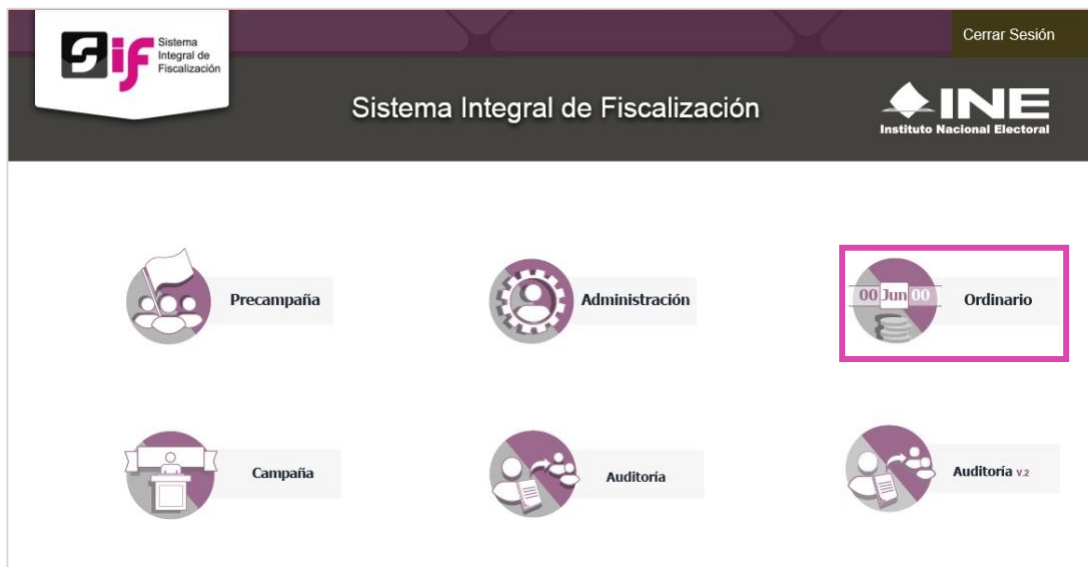 Sif
Sistema
Integral de
Fiscalización
Cerrar Sesión
Sistema Integral de Fiscalización
INE
Instituto Nacional Electoral
Precampaña
Administración
00 Jun 00
Ordinario
Campaña
Auditoría
Auditoría V.2